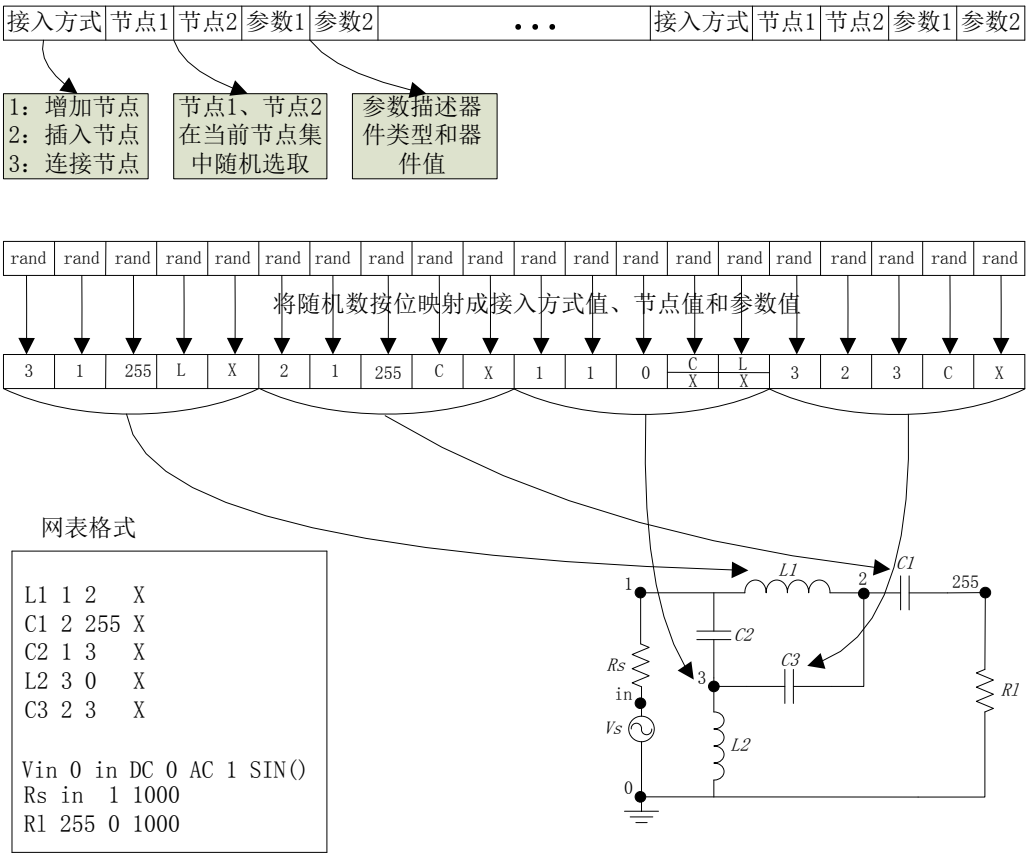 接入方式 节点1 节点2 参数1 参数2 ... 接入方式 节点1 节点2 参数1 参数2
1: 增加节点
2: 插入节点
3: 连接节点
节点1、节点2
在当前节点集
中随机选取
参数描述器
件类型和器
件值
rand rand rand rand rand rand rand rand rand rand rand rand rand rand rand rand rand rand rand rand
将随机数按位映射成接入方式值、节点值和参数值
3 1 255 L X 2 1 255 C X 1 1 0 C L 3 2 3 C X
X X
网表格式
L1 1 2 X
C1 2 255 X
C2 1 3 X
L2 3 0 X
C3 2 3 X
Vin 0 in DC 0 AC 1 SIN()
Rs in 1 1000
Rl 255 0 1000
1 L1 2 C1 255
C2
Rs
C3
3
in
Rl
Vs
L2
0